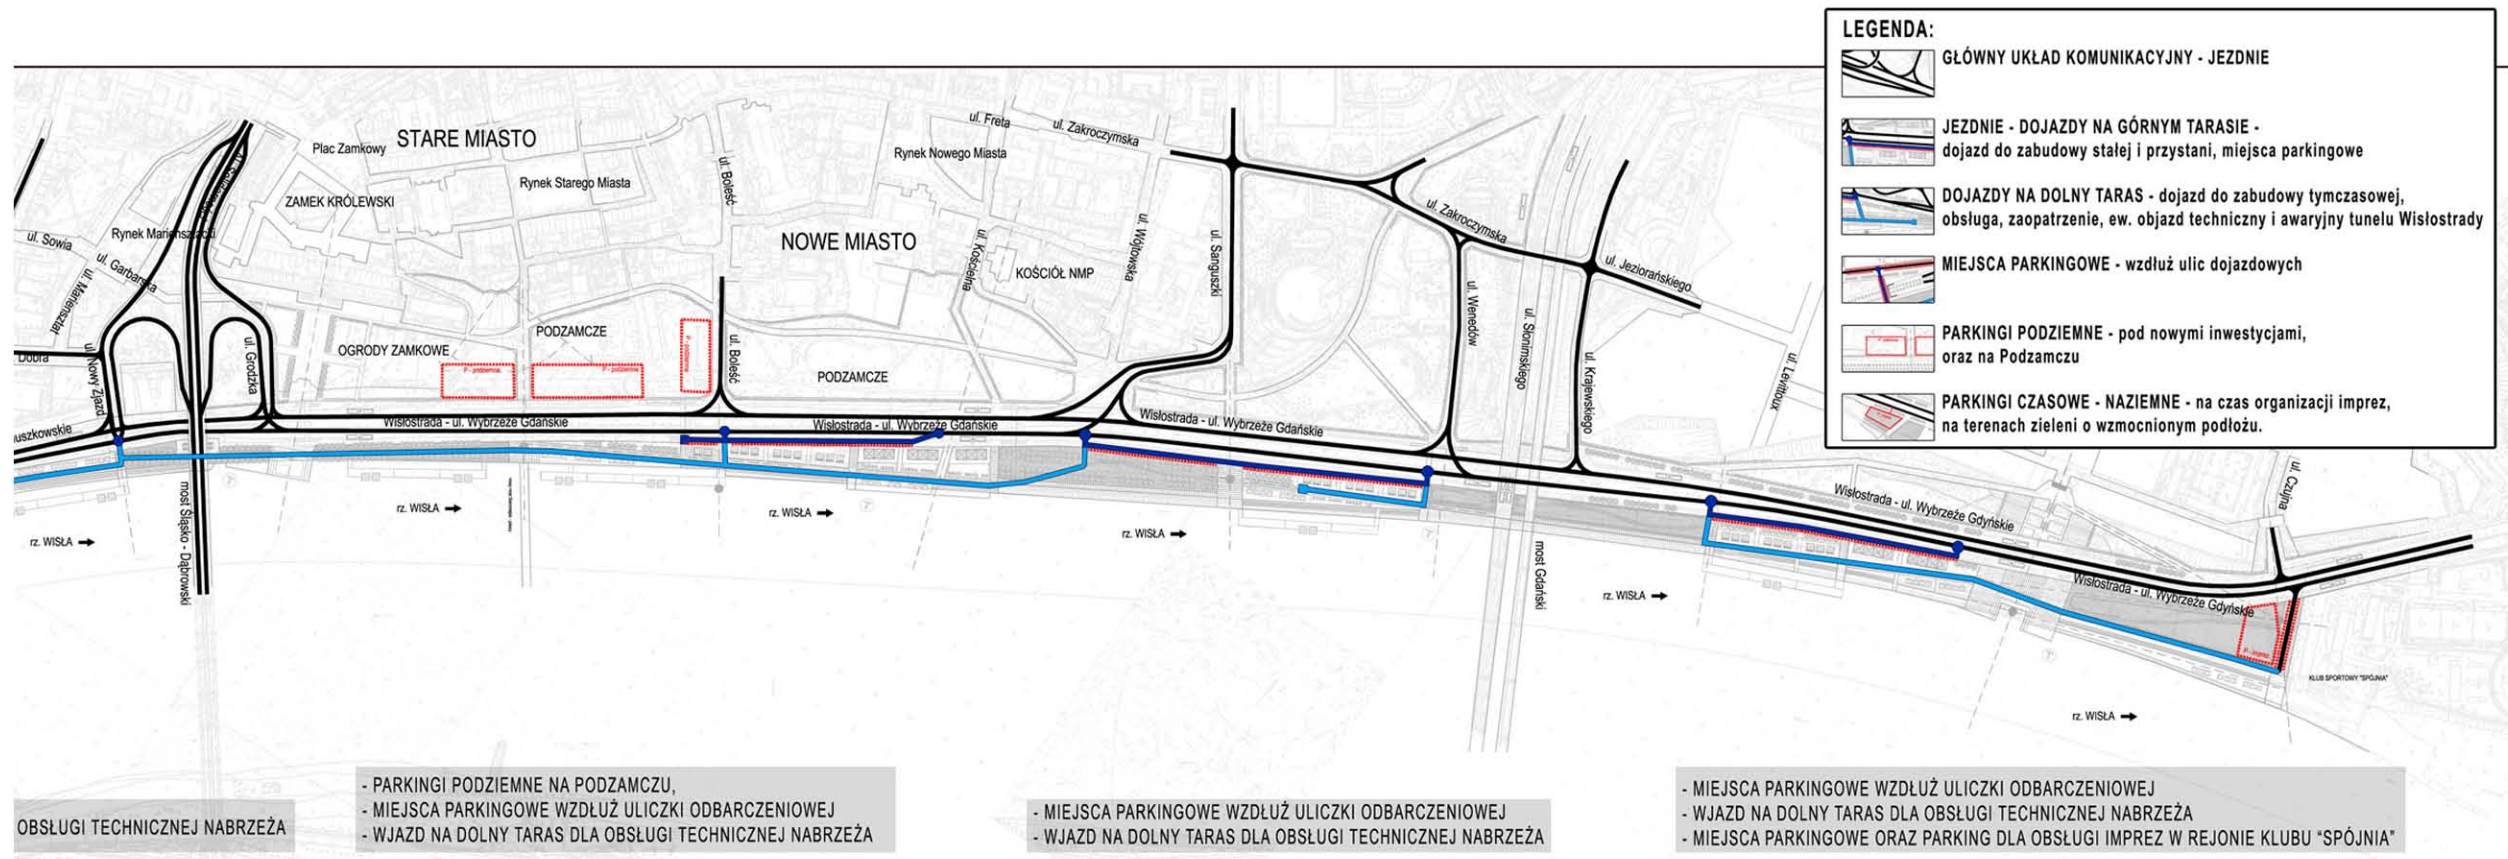 LEGENDA:
GŁÓWNY UKŁAD KOMUNIKACYJNY - JEZDNIE
JEZDNIE - DOJAZDY NA GÓRNYM TARASIE -
dojazd do zabudowy stałej i przystani, miejsca parkingowe
DOJAZDY NA DOLNY TARAS - dojazd do zabudowy tymczasowej,
obsługa, zaopatrzenie, ew. objazd techniczny i awaryjny tunelu Wisłostrady
MIEJSCA PARKINGOWE - wzdłuż ulic dojazdowych
PARKINGI PODZIEMNE - pod nowymi inwestycjami,
oraz na Podzamczu
PARKINGI CZASOWE - NAZIEMNE - na czas organizacji imprez,
na terenach zieleni o wzmocnionym podłożu.
STARE MIASTO
Plac Zamkowy
ZAMEK KRÓLEWSKI
Rynek Starego Miasta
Rynek Mariensztacki
ul. Sowia
ul. Garbarska
ul. Mariensztat
Dobra
ul. Nowy Zjazd
ul. Grodzka
OGRODY ZAMKOWE
PODZAMCZE
P - podziemne
P - podziemne
P - podziemne
ul. Boleść
ul. Boleść
NOWE MIASTO
Rynek Nowego Miasta
ul. Freta
ul. Zakroczymska
ul. Kościelna
KOŚCIÓŁ NMP
ul. Wójtowska
ul. Sanguszki
PODZAMCZE
ul. Zakroczymska
ul. Wenedów
ul. Słonimskiego
ul. Krajewskiego
ul. Jeziorańskiego
ul. Levittoux
ul. Czujna
uszkowskie
Wisłostrada - ul. Wybrzeże Gdańskie
Wisłostrada - ul. Wybrzeże Gdańskie
Wisłostrada - ul. Wybrzeże Gdańskie
Wisłostrada - ul. Wybrzeże Gdyńskie
Wisłostrada - ul. Wybrzeże Gdyńskie
most Śląsko - Dąbrowski
most Gdański
rz. WISŁA
rz. WISŁA
rz. WISŁA
rz. WISŁA
rz. WISŁA
rz. WISŁA
P - imprez
KLUB SPORTOWY "SPÓJNIA"
OBSŁUGI TECHNICZNEJ NABRZEŻA
- PARKINGI PODZIEMNE NA PODZAMCZU,
- MIEJSCA PARKINGOWE WZDŁUŻ ULICZKI ODBARCZENIOWEJ
- WJAZD NA DOLNY TARAS DLA OBSŁUGI TECHNICZNEJ NABRZEŻA
- MIEJSCA PARKINGOWE WZDŁUŻ ULICZKI ODBARCZENIOWEJ
- WJAZD NA DOLNY TARAS DLA OBSŁUGI TECHNICZNEJ NABRZEŻA
- MIEJSCA PARKINGOWE WZDŁUŻ ULICZKI ODBARCZENIOWEJ
- WJAZD NA DOLNY TARAS DLA OBSŁUGI TECHNICZNEJ NABRZEŻA
- MIEJSCA PARKINGOWE ORAZ PARKING DLA OBSŁUGI IMPREZ W REJONIE KLUBU "SPÓJNIA"